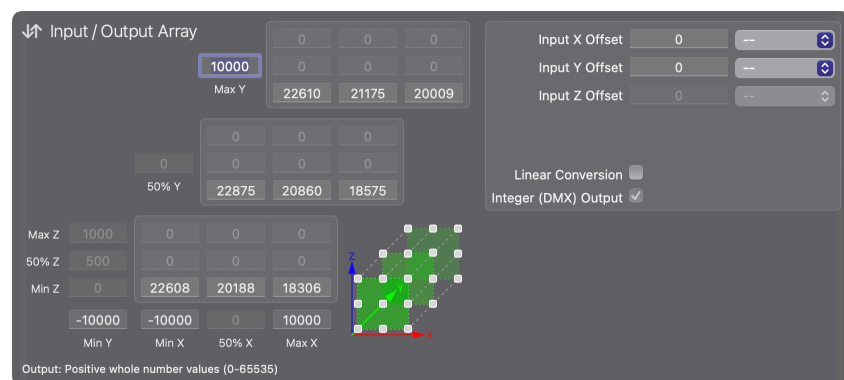 Input / Output Array
0 0 0
10000 0 0 0
Max Y 22610 21175 20009
0 0 0
0 0 0 0
50% Y 22875 20860 18575
Max Z 1000 0 0 0
50% Z 500 0 0 0
Min Z 0 22608 20188 18306
-10000 -10000 0 10000
Min Y Min X 50% X Max X
Z
Y
X
Input X Offset 0 --
Input Y Offset 0 --
Input Z Offset 0 --
Linear Conversion
Integer (DMX) Output
Output: Positive whole number values (0-65535)